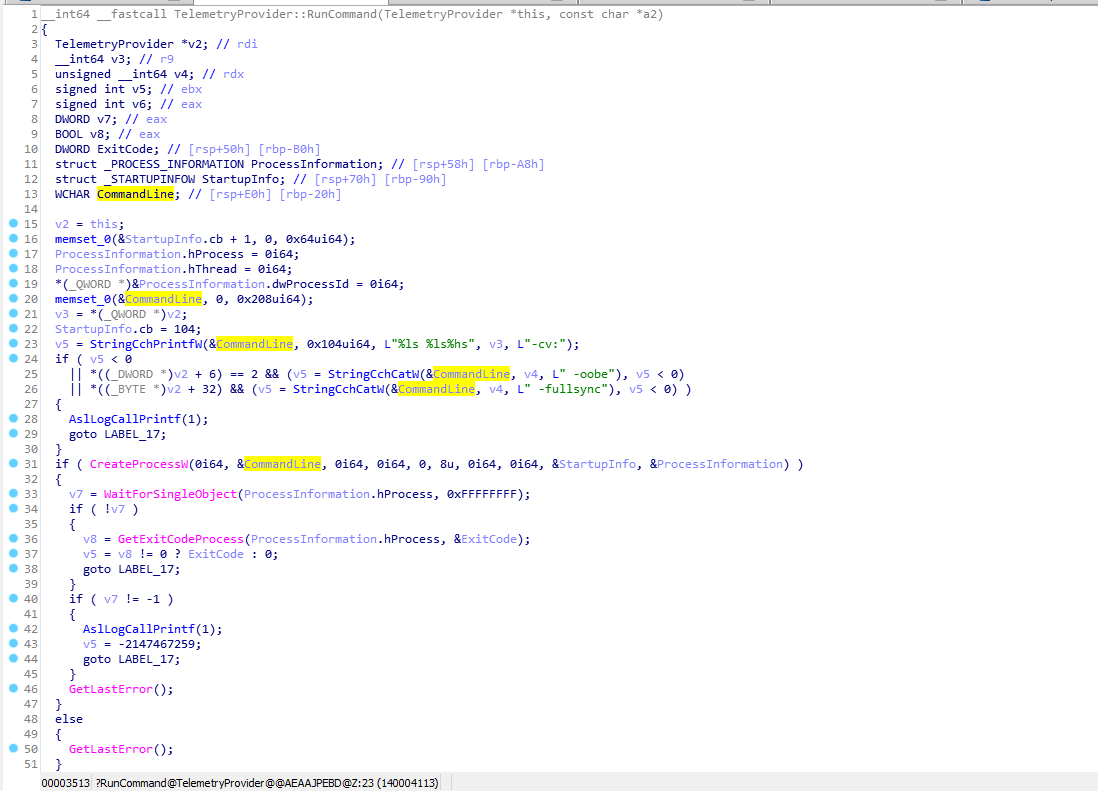 1 __int64 __fastcall TelemetryProvider::RunCommand(TelemetryProvider *this, const char *a2)
2 {
3 TelemetryProvider *v2; // rdi
4 __int64 v3; // r9
5 unsigned __int64 v4; // rdx
6 signed int v5; // ebx
7 signed int v6; // eax
8 DWORD v7; // eax
9 BOOL v8; // eax
10 DWORD ExitCode; // [rsp+50h] [rbp-B0h]
11 struct _PROCESS_INFORMATION ProcessInformation; // [rsp+58h] [rbp-A8h]
12 struct _STARTUPINFOW StartupInfo; // [rsp+70h] [rbp-90h]
13 WCHAR CommandLine; // [rsp+E0h] [rbp-20h]
14
15 v2 = this;
16 memset_0(&StartupInfo.cb + 1, 0, 0x64ui64);
17 ProcessInformation.hProcess = 0i64;
18 ProcessInformation.hThread = 0i64;
19 *(_QWORD *)&ProcessInformation.dwProcessId = 0i64;
20 memset_0(&CommandLine, 0, 0x208ui64);
21 v3 = *(_QWORD *)v2;
22 StartupInfo.cb = 104;
23 v5 = StringCchPrintfW(&CommandLine, 0x104ui64, L"%ls %ls%hs", v3, L"-cv:");
24 if ( v5 < 0
25 || *((_DWORD *)v2 + 6) == 2 && (v5 = StringCchCatW(&CommandLine, v4, L" -oobe"), v5 < 0)
26 || *((_BYTE *)v2 + 32) && (v5 = StringCchCatW(&CommandLine, v4, L" -fullsync"), v5 < 0) )
27 {
28 AslLogCallPrintf(1);
29 goto LABEL_17;
30 }
31 if ( CreateProcessW(0i64, &CommandLine, 0i64, 0i64, 0, 8u, 0i64, 0i64, &StartupInfo, &ProcessInformation) )
32 {
33 v7 = WaitForSingleObject(ProcessInformation.hProcess, 0xFFFFFFFF);
34 if ( !v7 )
35 {
36 v8 = GetExitCodeProcess(ProcessInformation.hProcess, &ExitCode);
37 v5 = v8 != 0 ? ExitCode : 0;
38 goto LABEL_17;
39 }
40 if ( v7 != -1 )
41 {
42 AslLogCallPrintf(1);
43 v5 = -2147467259;
44 goto LABEL_17;
45 }
46 GetLastError();
47 }
48 else
49 {
50 GetLastError();
51 }
00003513 ?RunCommand@TelemetryProvider@@AEAAJPEBD@Z:23 (140004113)